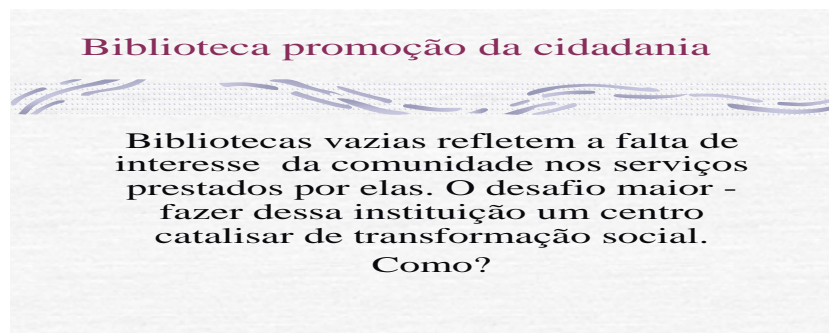 Biblioteca promoção da cidadania
Bibliotecas vazias refletem a falta de
interesse da comunidade nos serviços
prestados por elas. O desafio maior -
fazer dessa instituição um centro
catalisar de transformação social.
Como?